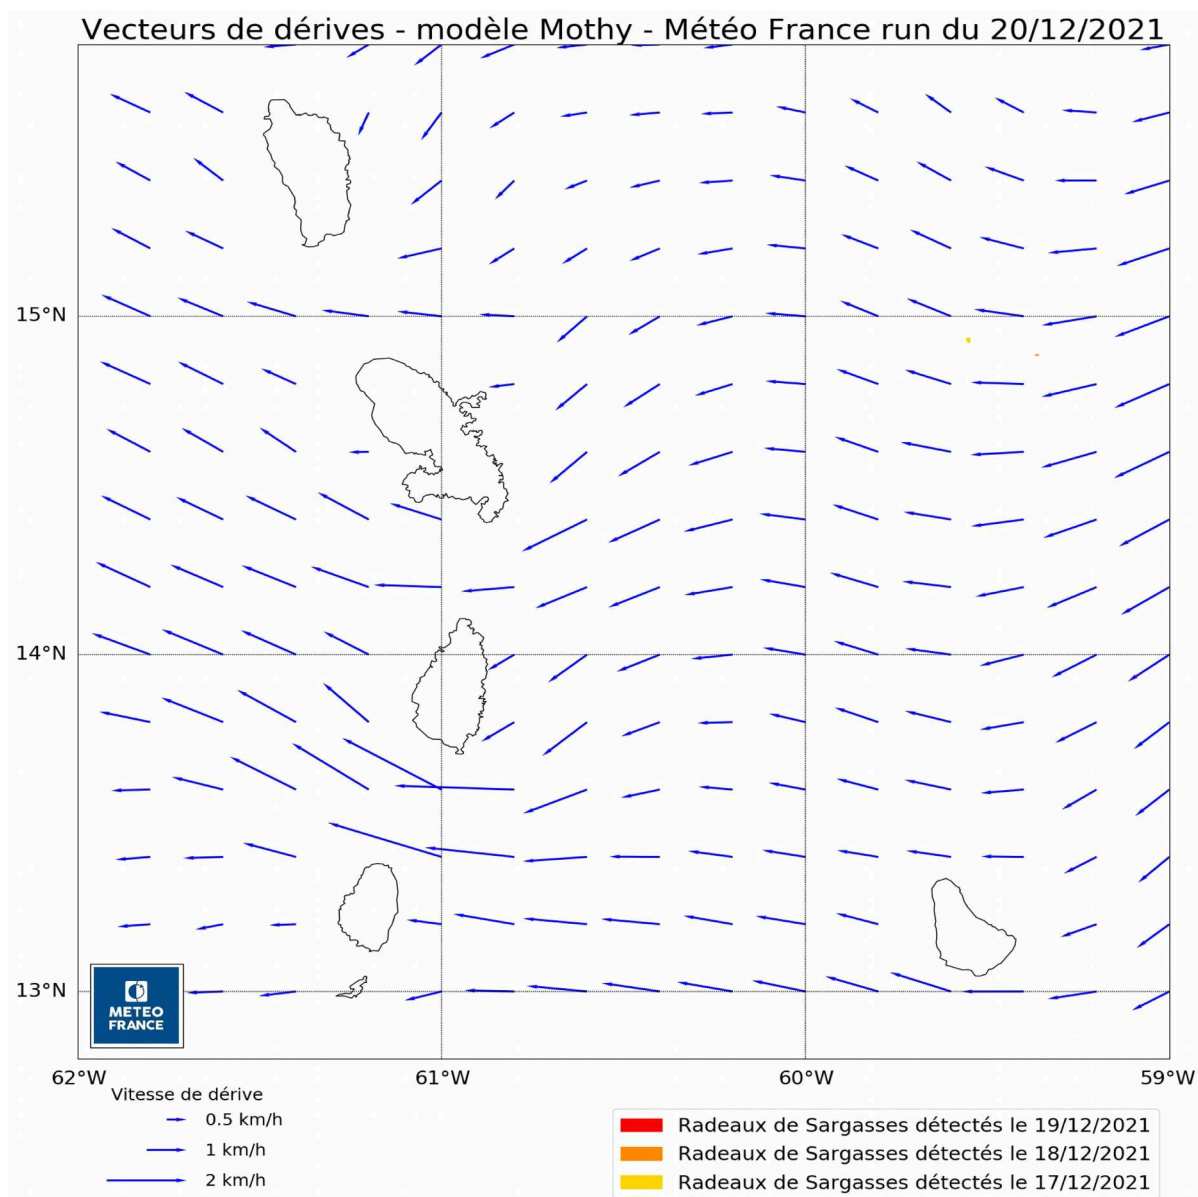 Vecteurs de dérives - modèle Mothy - Météo France run du 20/12/2021
15°N
14°N
13°N
METEO
FRANCE
62°W
61°W
60°W
59°W
Vitesse de dérive
0.5 km/h
1 km/h
2 km/h
Radeaux de Sargasses détectés le 19/12/2021
Radeaux de Sargasses détectés le 18/12/2021
Radeaux de Sargasses détectés le 17/12/2021